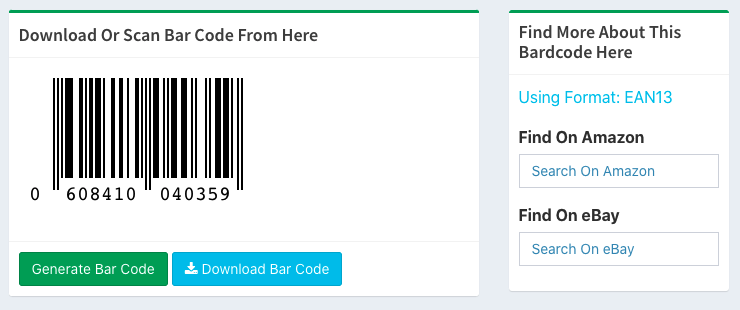 Download Or Scan Bar Code From Here
0 608410 040359
Generate Bar Code
Download Bar Code
Find More About This
Bardcode Here
Using Format: EAN13
Find On Amazon
Search On Amazon
Find On eBay
Search On eBay